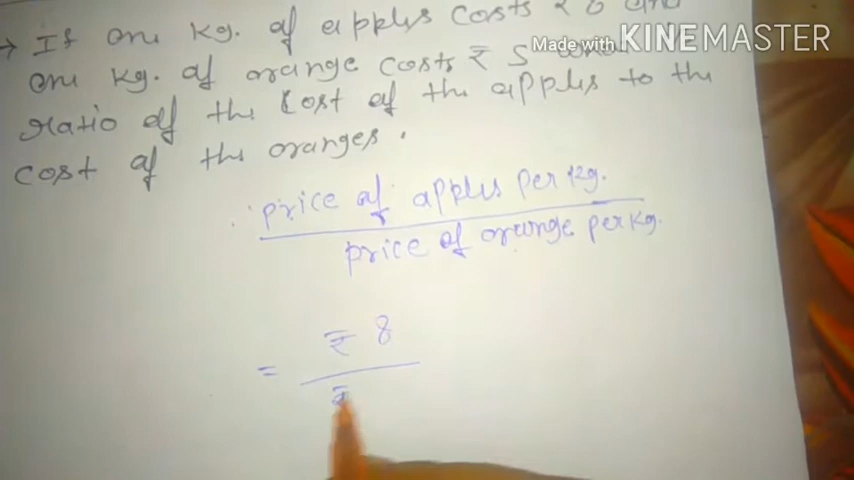 → If one kg. of apples costs ₹ 8 and
one kg. of orange costs ₹ 5
ratio of the cost of the apples to the
cost of the oranges.
price of apples per kg.
price of orange per kg.
= ₹ 8
₹
Made with KINEMASTER